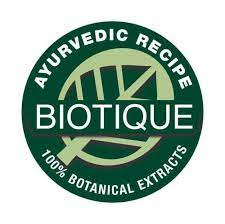 AYURVEDIC RECIPE
BIOTIQUE
100% BOTANICAL EXTRACTS